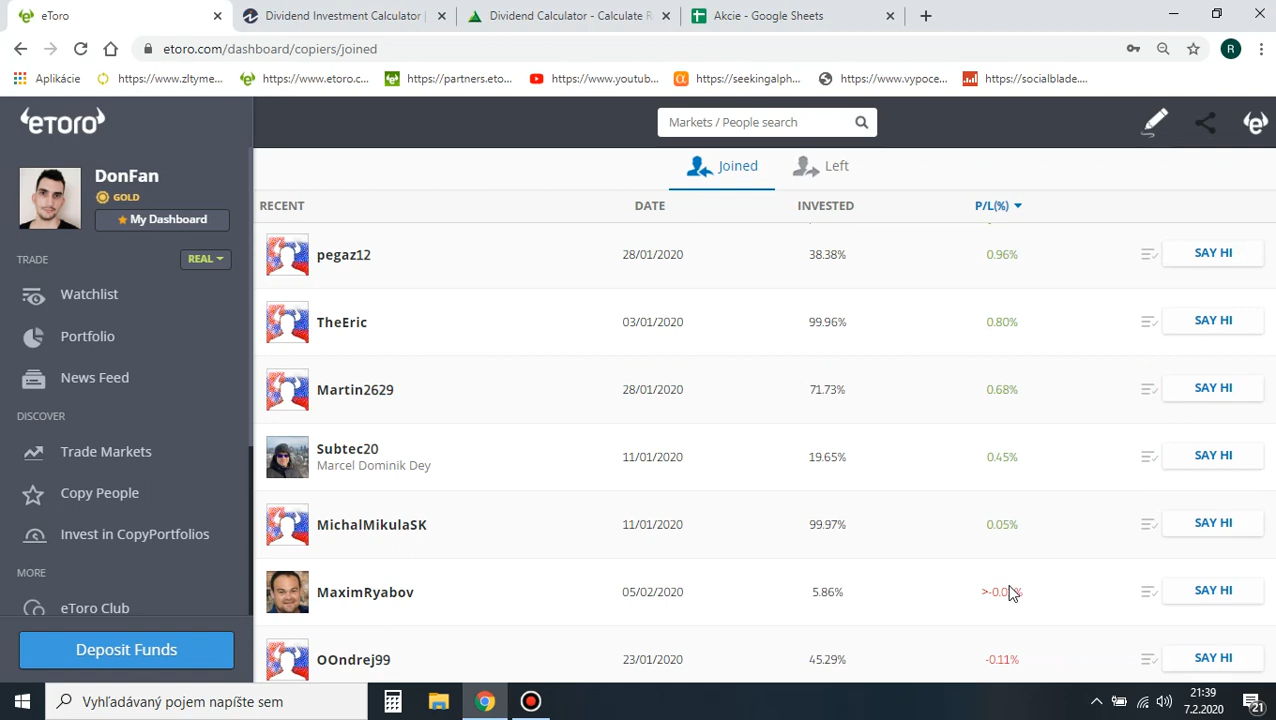 eToro
Dividend Investment Calculator |
Dividend Calculator - Calculate R
Akcie - Google Sheets
etoro.com/dashboard/copiers/joined
R
Aplikácie
https://www.zltyme...
https://www.etoro.c...
https://partners.eto...
https://www.youtub...
https://seekingalph...
https://www.vypoce...
https://socialblade....
eToro
Markets / People search
DonFan
GOLD
My Dashboard
TRADE
REAL
Watchlist
Portfolio
News Feed
DISCOVER
Trade Markets
Copy People
Invest in CopyPortfolios
MORE
eToro Club
Deposit Funds
Joined
Left
RECENT DATE INVESTED P/L(%)
pegaz12 28/01/2020 38.38% 0.96% SAY HI
TheEric 03/01/2020 99.96% 0.80% SAY HI
Martin2629 28/01/2020 71.73% 0.68% SAY HI
Subtec20 11/01/2020 19.65% 0.45% SAY HI
Marcel Dominik Dey
MichalMikulaSK 11/01/2020 99.97% 0.05% SAY HI
MaximRyabov 05/02/2020 5.86% SAY HI
OOndrej99 23/01/2020 45.29% -0.11% SAY HI
Vyhľadávaný pojem napíšte sem
21:39
7.2.2020
21